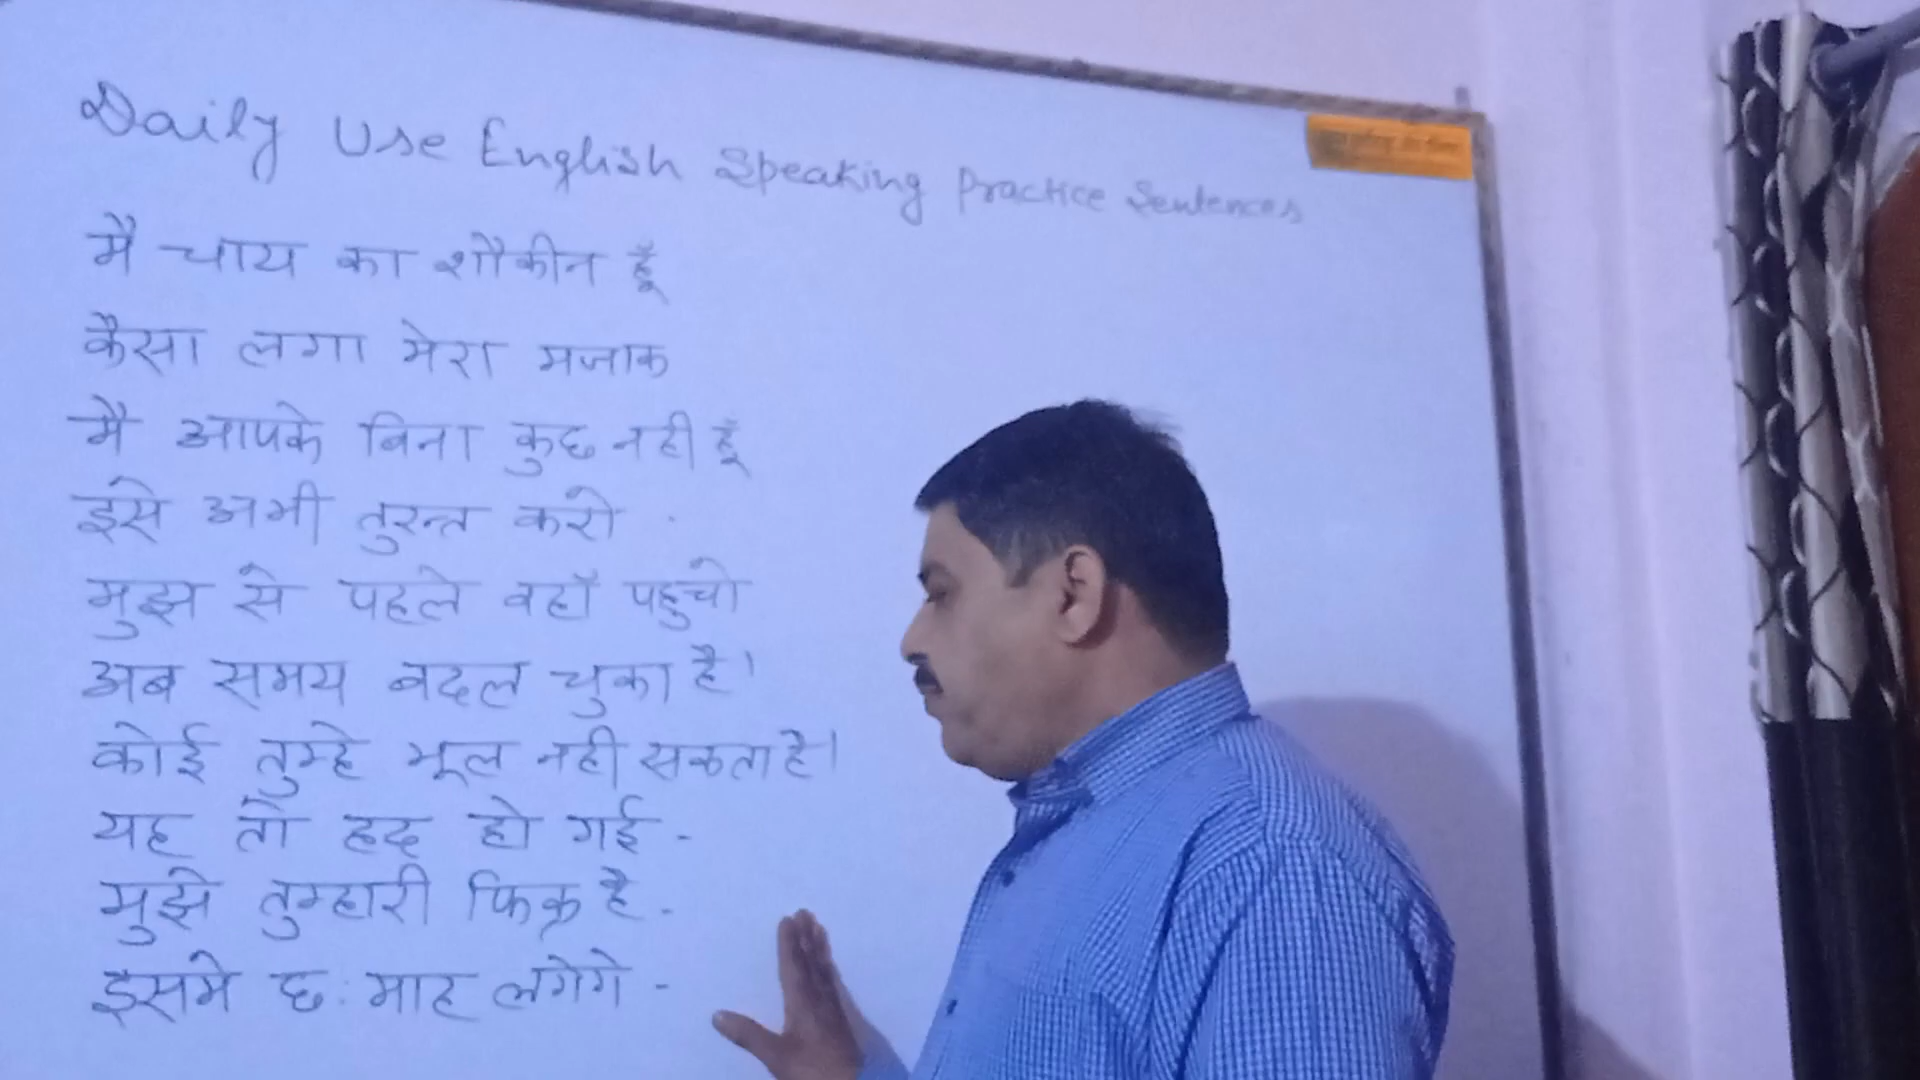 Daily Use English Speaking Practice Sentences
मै चाय का शौकीन हूँ
कैसा लगा मेरा मजाक
मै आपके बिना कुछ नही हूँ
इसे अभी तुरन्त करो
मुझ से पहले वहाँ पहुचो
अब समय बदल चुका है।
कोई तुम्हे भूल नही सकता है।
यह तो हद हो गई -
मुझे तुम्हारी फिक्र है -
इसमे छ: माह लगेगे -